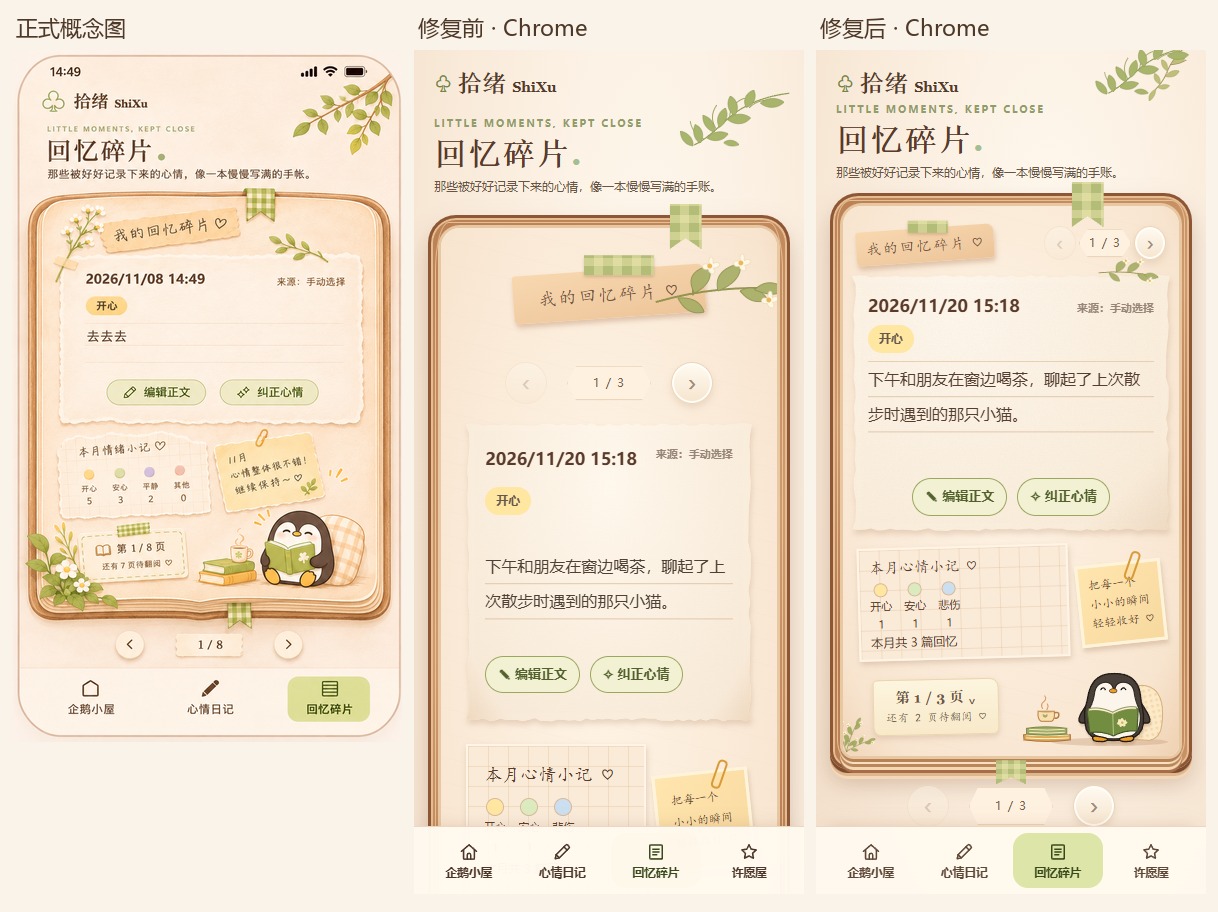 正式概念图
14:49
拾绪 ShiXu
LITTLE MOMENTS, KEPT CLOSE
回忆碎片.
那些被好好记录下来的心情，像一本慢慢写满的手帐。
我的回忆碎片 ♡
2026/11/08 14:49
来源：手动选择
开心
去去去
编辑正文
纠正心情
本月情绪小记 ♡
开心 安心 平静 其他
5 3 2 0
11月
心情整体很不错!
继续保持~ ♡
第 1 / 8 页
还有 7 页待翻阅 ♡
1 / 8
企鹅小屋
心情日记
回忆碎片
修复前 · Chrome
拾绪 ShiXu
LITTLE MOMENTS, KEPT CLOSE
回忆碎片.
那些被好好记录下来的心情，像一本慢慢写满的手账。
我的回忆碎片 ♡
‹ 1 / 3 ›
2026/11/20 15:18
来源：手动选择
开心
下午和朋友在窗边喝茶，聊起了上
次散步时遇到的那只小猫。
编辑正文
纠正心情
本月心情小记 ♡
开心 安心 悲伤
把每一个
小小的瞬间
企鹅小屋
心情日记
回忆碎片
许愿屋
修复后 · Chrome
拾绪 ShiXu
LITTLE MOMENTS, KEPT CLOSE
回忆碎片.
那些被好好记录下来的心情，像一本慢慢写满的手账。
我的回忆碎片 ♡
‹ 1 / 3 ›
2026/11/20 15:18
来源：手动选择
开心
下午和朋友在窗边喝茶，聊起了上次散
步时遇到的那只小猫。
编辑正文
纠正心情
本月心情小记 ♡
开心 安心 悲伤
1 1 1
本月共 3 篇回忆
把每一个
小小的瞬间
轻轻收好 ♡
第 1 / 3 页
还有 2 页待翻阅 ♡
‹ 1 / 3 ›
企鹅小屋
心情日记
回忆碎片
许愿屋